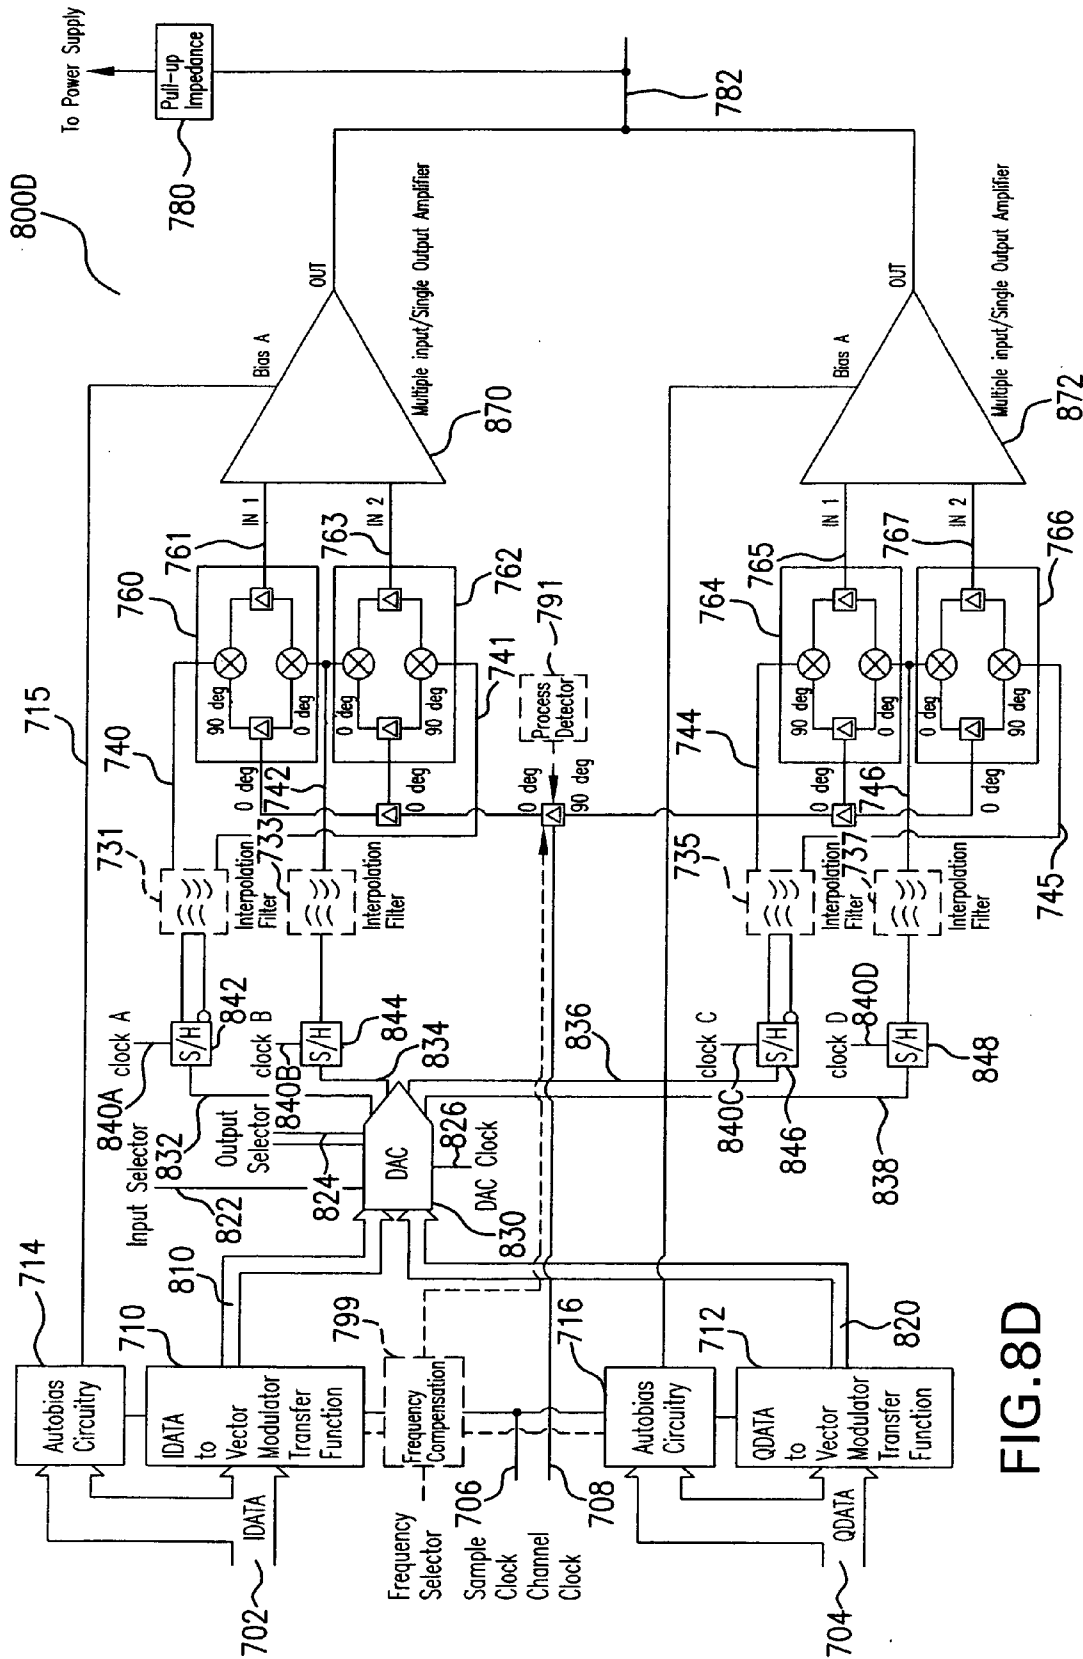 800D
To Power Supply
Pull-up
Impedance
780
782
715
Bias A
OUT
Multiple input/Single Output Amplifier
870
IN 1
IN 2
761
763
760
762
90 deg
0 deg
0 deg
90 deg
0 deg
0 deg
740
742
741
731
Interpolation
Filter
733
Interpolation
Filter
clock A
840A
S/H
842
clock B
840B
S/H
844
832
834
Output
Selector
824
Input Selector
822
DAC
826
DAC Clock
830
714
Autobias
Circuitry
810
710
IDATA
to
Vector
Modulator
Transfer
Function
IDATA
702
799
Frequency
Compensation
Frequency
Selector
706
Sample
Clock
708
Channel
Clock
791
Process
Detector
0 deg
90 deg
836
838
716
Autobias
Circuitry
712
QDATA
to
Vector
Modulator
Transfer
Function
820
QDATA
704
clock C
840C
S/H
846
clock D
840D
S/H
848
735
Interpolation
Filter
737
Interpolation
Filter
744
746
745
764
766
90 deg
0 deg
0 deg
90 deg
0 deg
0 deg
765
767
IN 1
IN 2
Bias A
OUT
Multiple input/Single Output Amplifier
872
FIG.8D